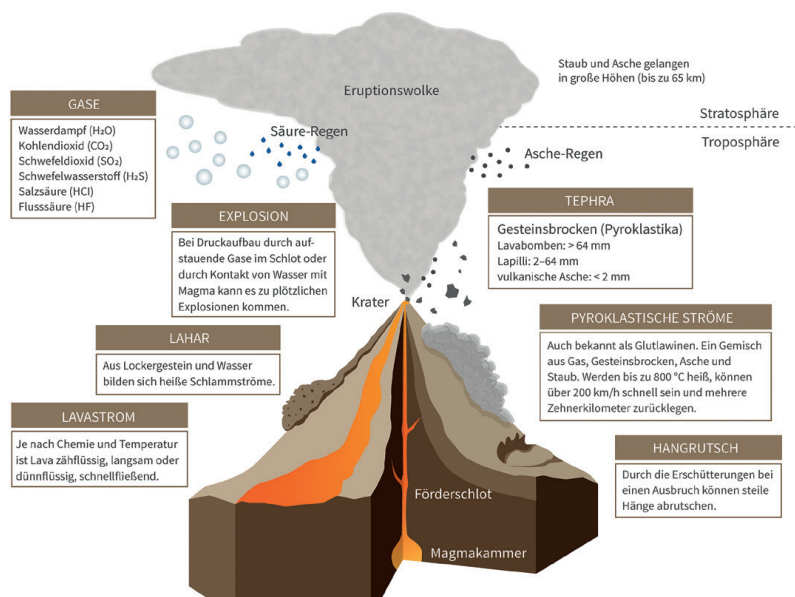 Eruptionswolke
Staub und Asche gelangen
in große Höhen (bis zu 65 km)
Stratosphäre
Troposphäre
GASE
Wasserdampf (H₂O)
Kohlendioxid (CO₂)
Schwefeldioxid (SO₂)
Schwefelwasserstoff (H₂S)
Salzsäure (HCl)
Flusssäure (HF)
Säure-Regen
Asche-Regen
EXPLOSION
Bei Druckaufbau durch auf-
stauende Gase im Schlot oder
durch Kontakt von Wasser mit
Magma kann es zu plötzlichen
Explosionen kommen.
TEPHRA
Gesteinsbrocken (Pyroklastika)
Lavabomben: > 64 mm
Lapilli: 2–64 mm
vulkanische Asche: < 2 mm
Krater
LAHAR
Aus Lockergestein und Wasser
bilden sich heiße Schlammströme.
PYROKLASTISCHE STRÖME
Auch bekannt als Glutlawinen. Ein Gemisch
aus Gas, Gesteinsbrocken, Asche und
Staub. Werden bis zu 800 °C heiß, können
über 200 km/h schnell sein und mehrere
Zehnerkilometer zurücklegen.
LAVASTROM
Je nach Chemie und Temperatur
ist Lava zähflüssig, langsam oder
dünnflüssig, schnellfließend.
HANGRUTSCH
Durch die Erschütterungen bei
einen Ausbruch können steile
Hänge abrutschen.
Förderschlot
Magmakammer